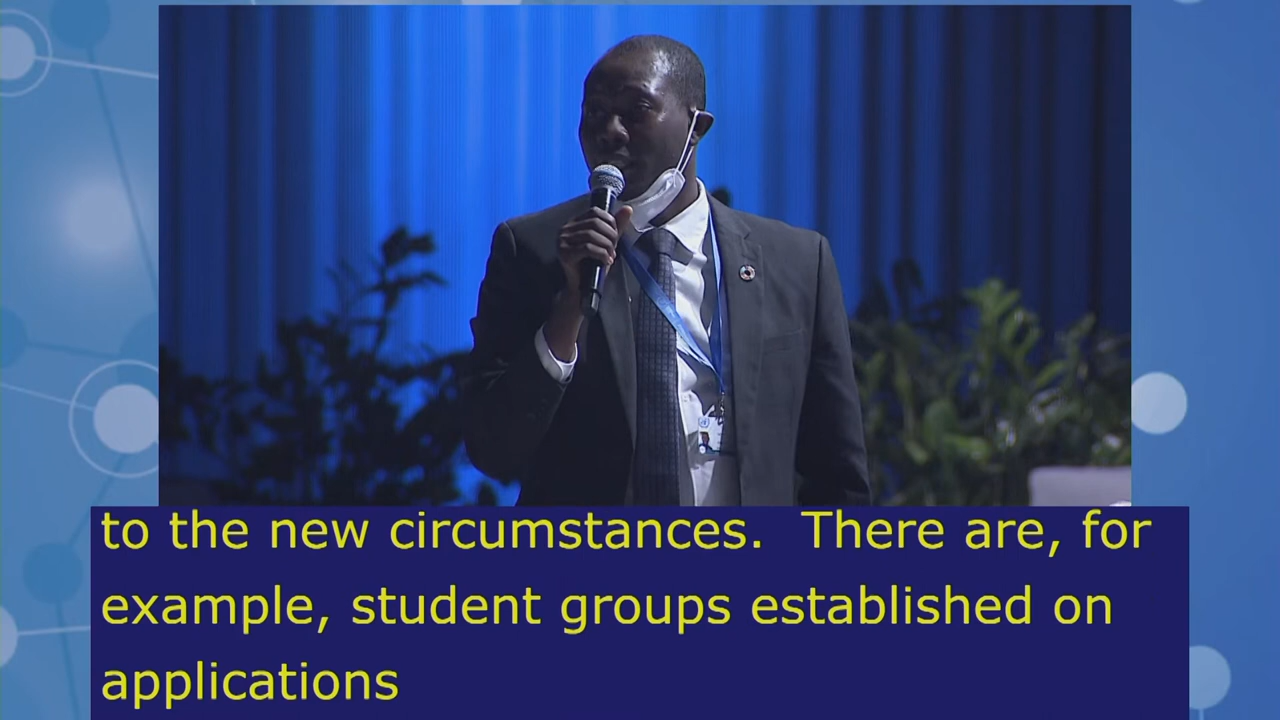 to the new circumstances.  There are, for
example, student groups established on
applications